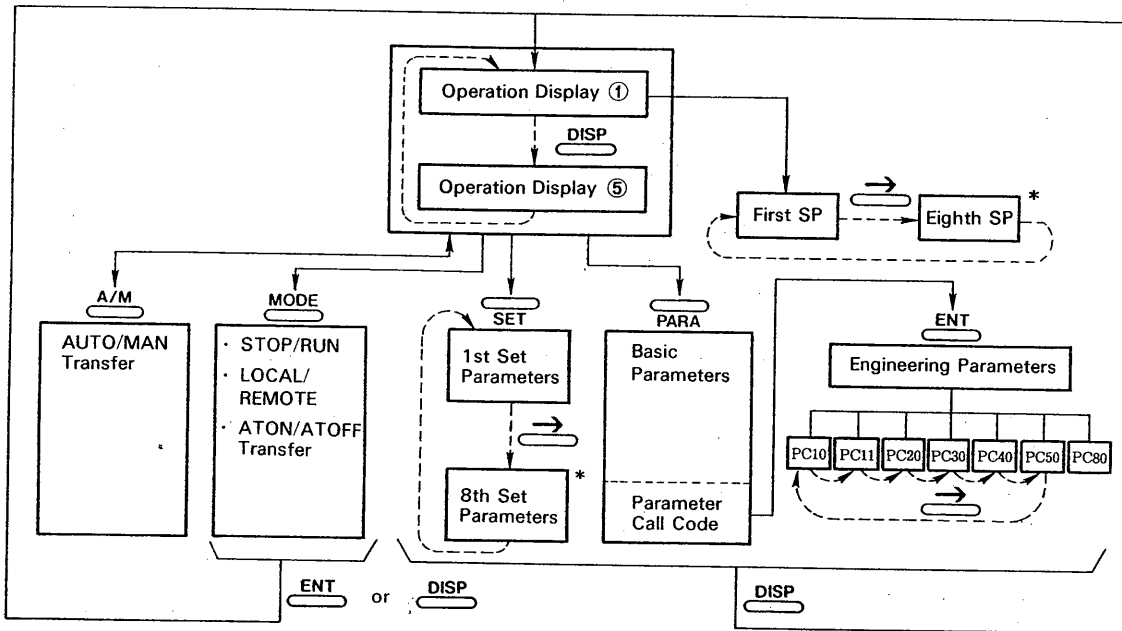 Operation Display ①
DISP
Operation Display ⑤
First SP
→
Eighth SP
*
A/M
AUTO/MAN
Transfer
MODE
· STOP/RUN
· LOCAL/
REMOTE
· ATON/ATOFF
Transfer
SET
1st Set
Parameters
→
8th Set
Parameters
*
PARA
Basic
Parameters
Parameter
Call Code
ENT
Engineering Parameters
PC10 PC11 PC20 PC30 PC40 PC50 PC80
→
ENT or DISP
DISP